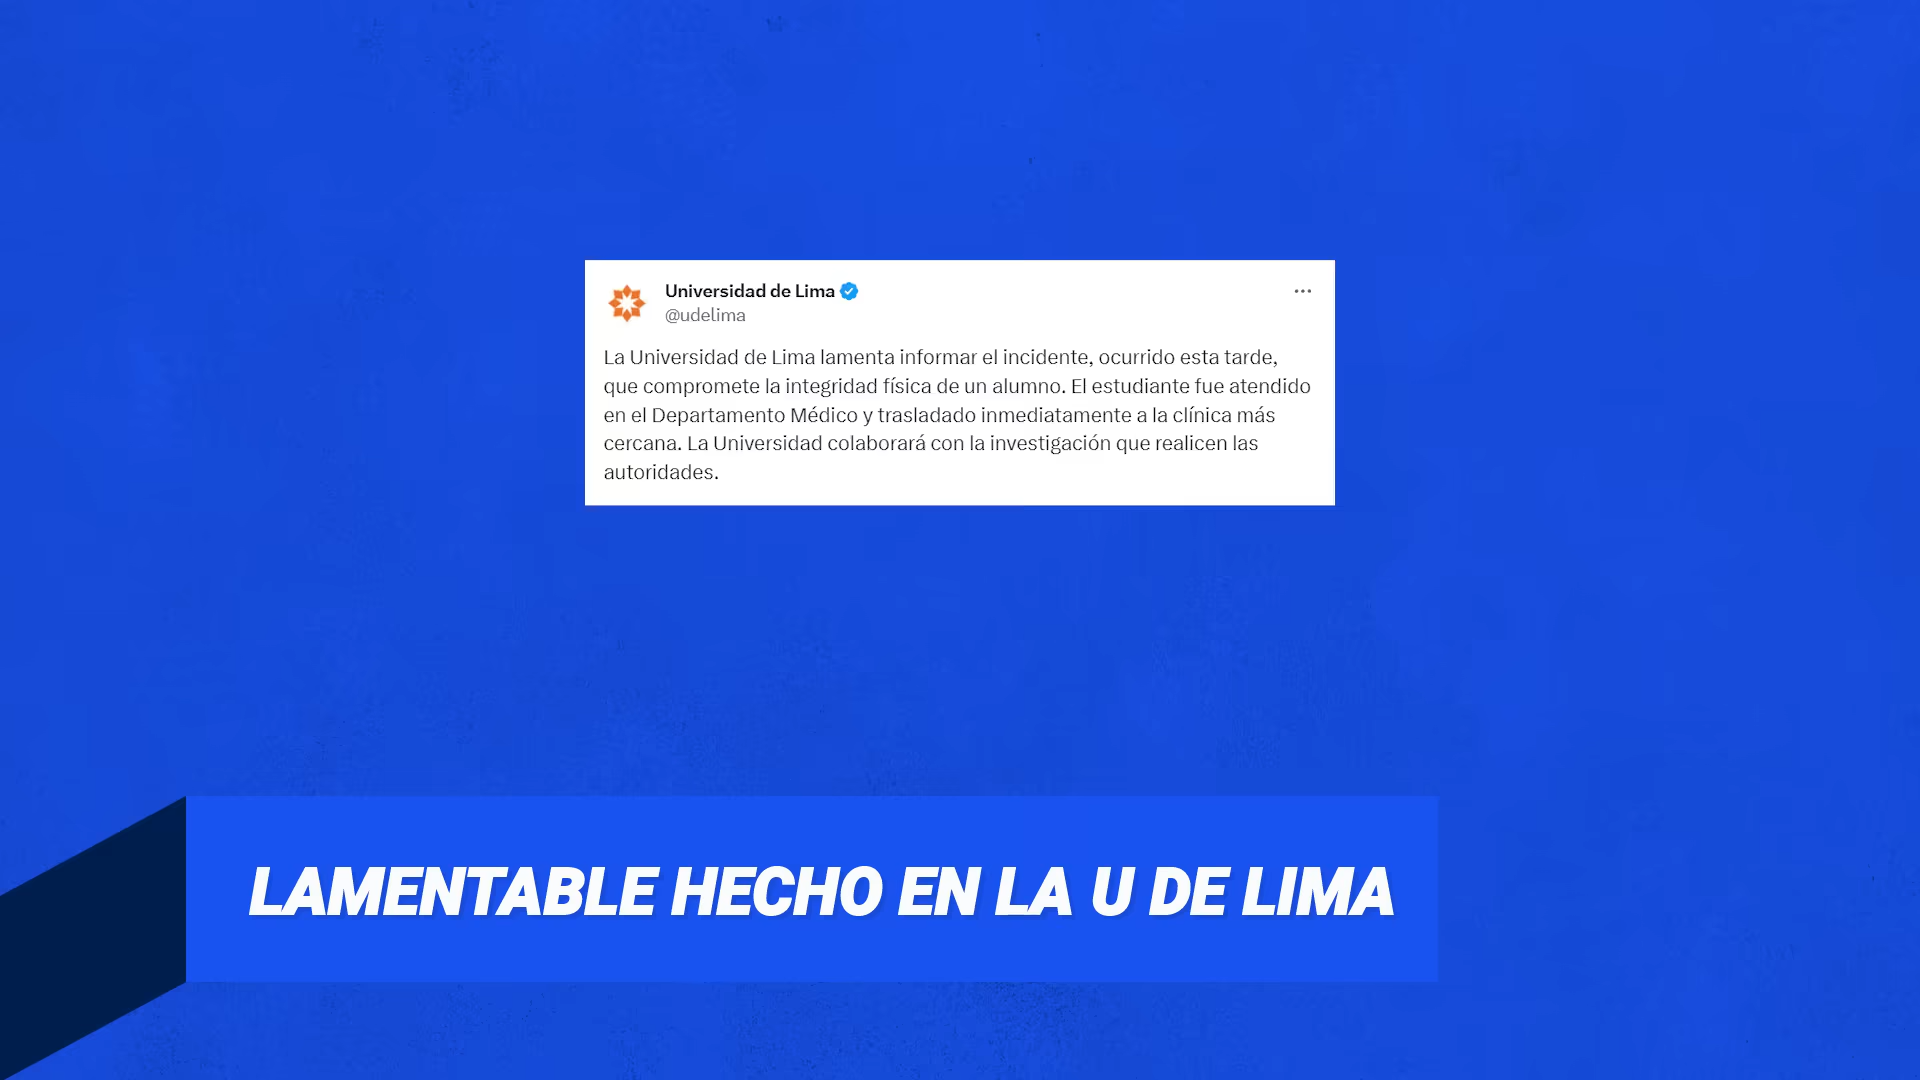 Universidad de Lima
@udelima
La Universidad de Lima lamenta informar el incidente, ocurrido esta tarde,
que compromete la integridad física de un alumno. El estudiante fue atendido
en el Departamento Médico y trasladado inmediatamente a la clínica más
cercana. La Universidad colaborará con la investigación que realicen las
autoridades.
LAMENTABLE HECHO EN LA U DE LIMA